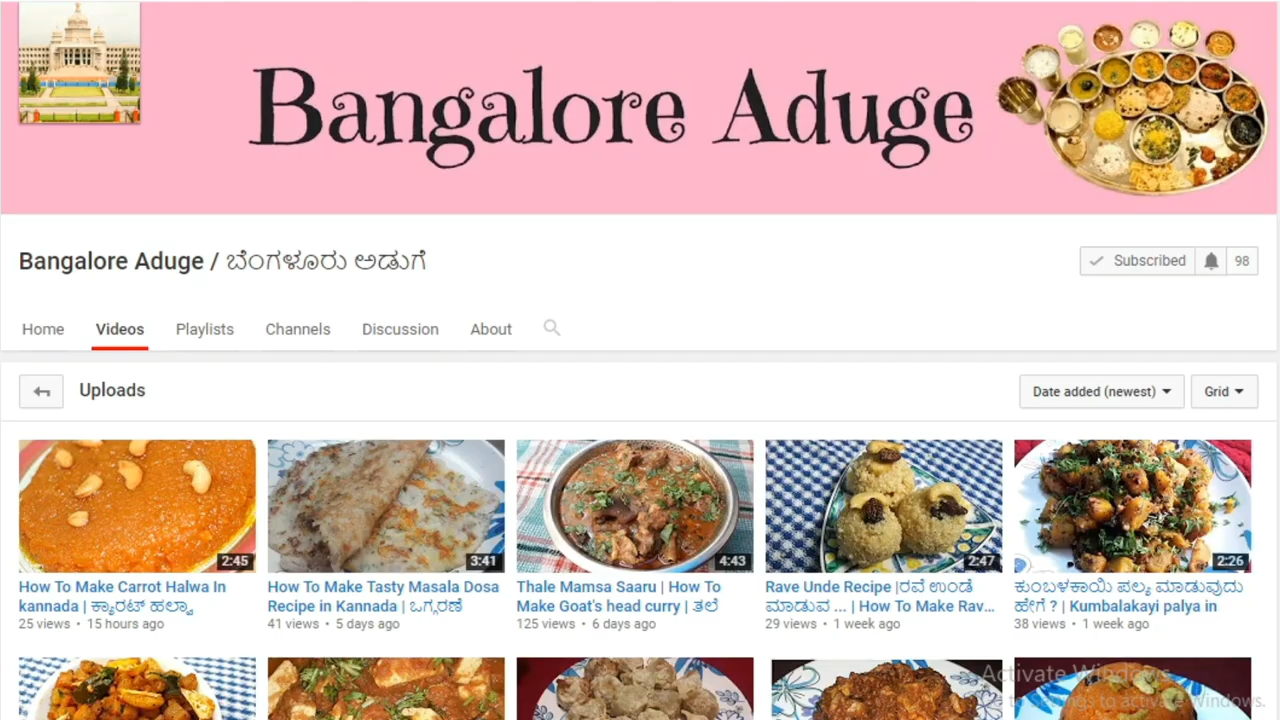 Bangalore Aduge
Bangalore Aduge / ಬೆಂಗಳೂರು ಅಡುಗೆ
Subscribed 98
Home Videos Playlists Channels Discussion About
Uploads
Date added (newest) Grid
2:45 3:41 4:43 2:47 2:26
How To Make Carrot Halwa In
kannada | ಕ್ಯಾರಟ್ ಹಲ್ವಾ
25 views • 15 hours ago
How To Make Tasty Masala Dosa
Recipe in Kannada | ಒಗ್ಗರಣೆ
41 views • 5 days ago
Thale Mamsa Saaru | How To
Make Goat's head curry | ತಲೆ
125 views • 6 days ago
Rave Unde Recipe |ರವೆ ಉಂಡೆ
ಮಾಡುವ ... | How To Make Rav...
29 views • 1 week ago
ಕುಂಬಳಕಾಯಿ ಪಲ್ಯ ಮಾಡುವುದು
ಹೇಗೆ ? | Kumbalakayi palya in
38 views • 1 week ago
Activate Windows
to Settings to activate Windows.